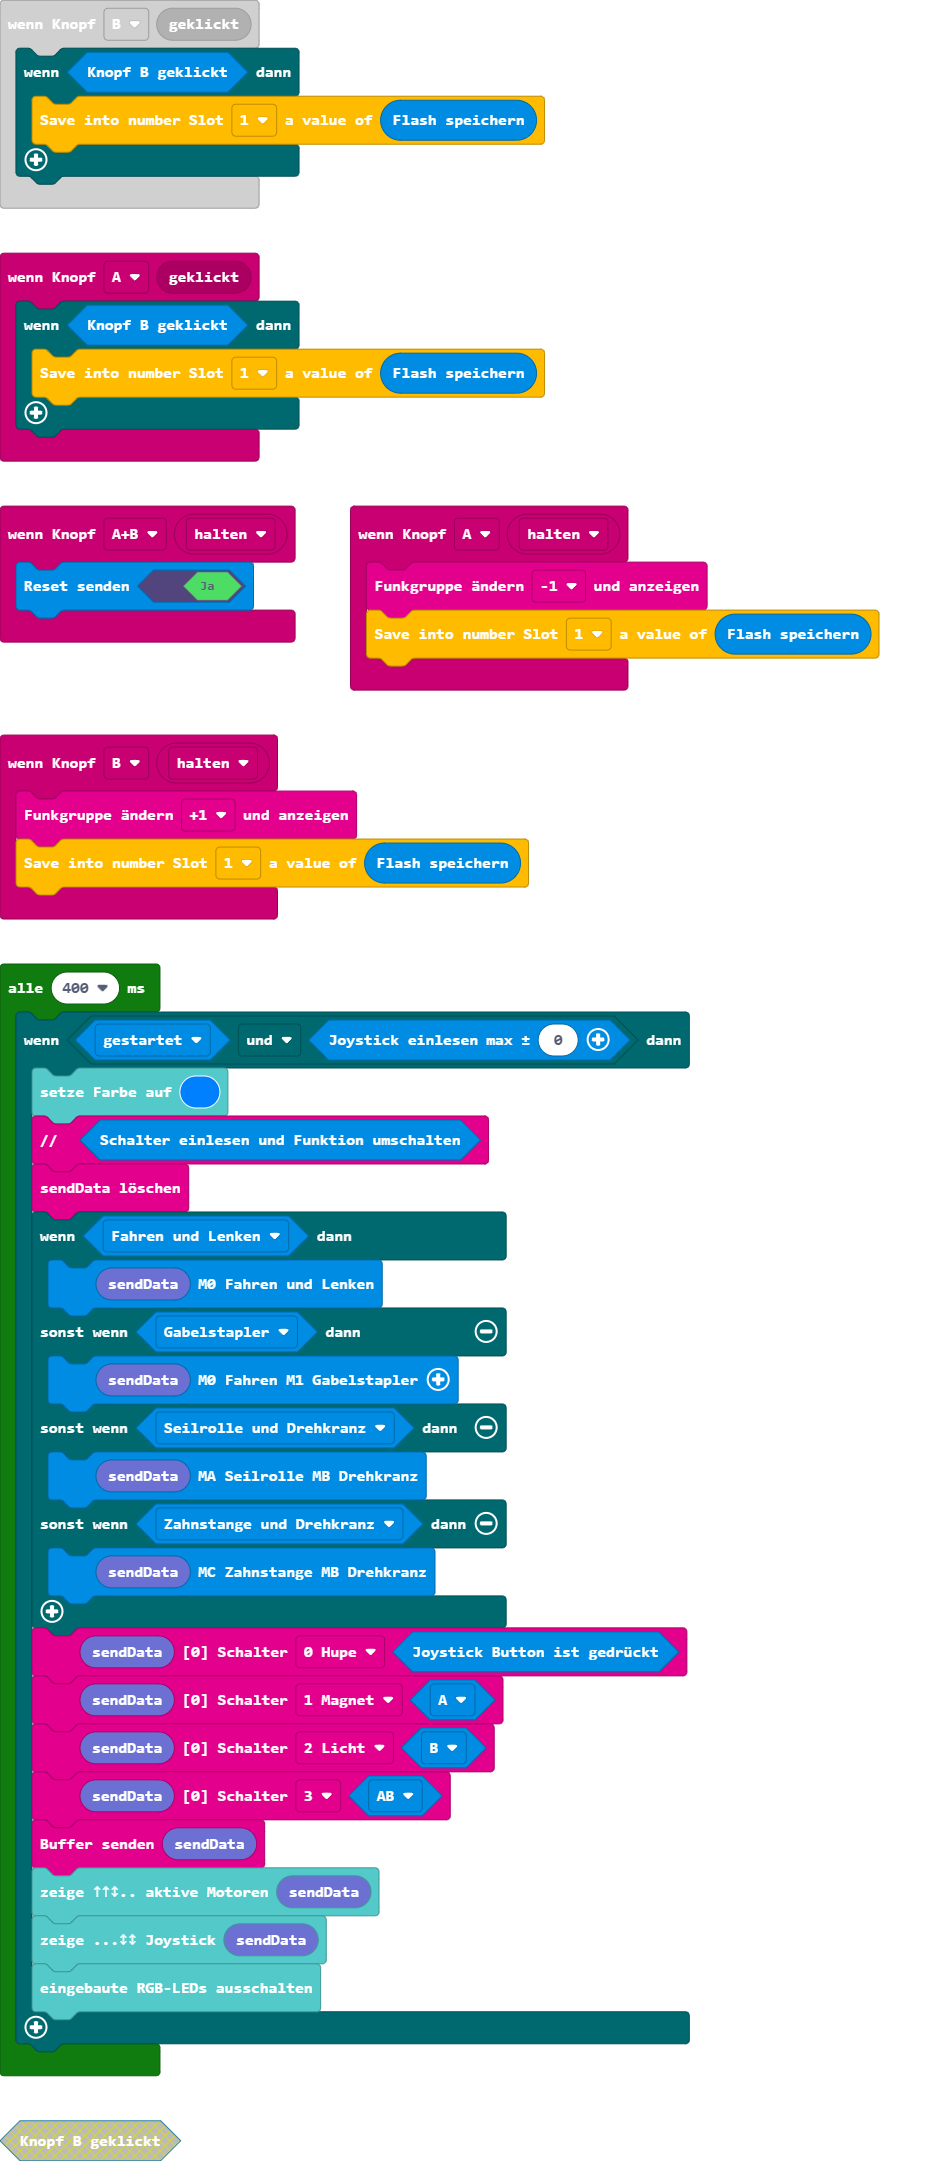 wenn Knopf B geklickt
wenn Knopf B geklickt dann
Save into number Slot 1 a value of Flash speichern
wenn Knopf A geklickt
wenn Knopf B geklickt dann
Save into number Slot 1 a value of Flash speichern
wenn Knopf A+B halten
Reset senden Ja
wenn Knopf A halten
Funkgruppe ändern -1 und anzeigen
Save into number Slot 1 a value of Flash speichern
wenn Knopf B halten
Funkgruppe ändern +1 und anzeigen
Save into number Slot 1 a value of Flash speichern
alle 400 ms
wenn gestartet und Joystick einlesen max ± 0 dann
setze Farbe auf
// Schalter einlesen und Funktion umschalten
sendData löschen
wenn Fahren und Lenken dann
sendData M0 Fahren und Lenken
sonst wenn Gabelstapler dann
sendData M0 Fahren M1 Gabelstapler
sonst wenn Seilrolle und Drehkranz dann
sendData MA Seilrolle MB Drehkranz
sonst wenn Zahnstange und Drehkranz dann
sendData MC Zahnstange MB Drehkranz
sendData [0] Schalter 0 Hupe Joystick Button ist gedrückt
sendData [0] Schalter 1 Magnet A
sendData [0] Schalter 2 Licht B
sendData [0] Schalter 3 AB
Buffer senden sendData
zeige ↑↑↕.. aktive Motoren sendData
zeige ...↕↕ Joystick sendData
eingebaute RGB-LEDs ausschalten
Knopf B geklickt